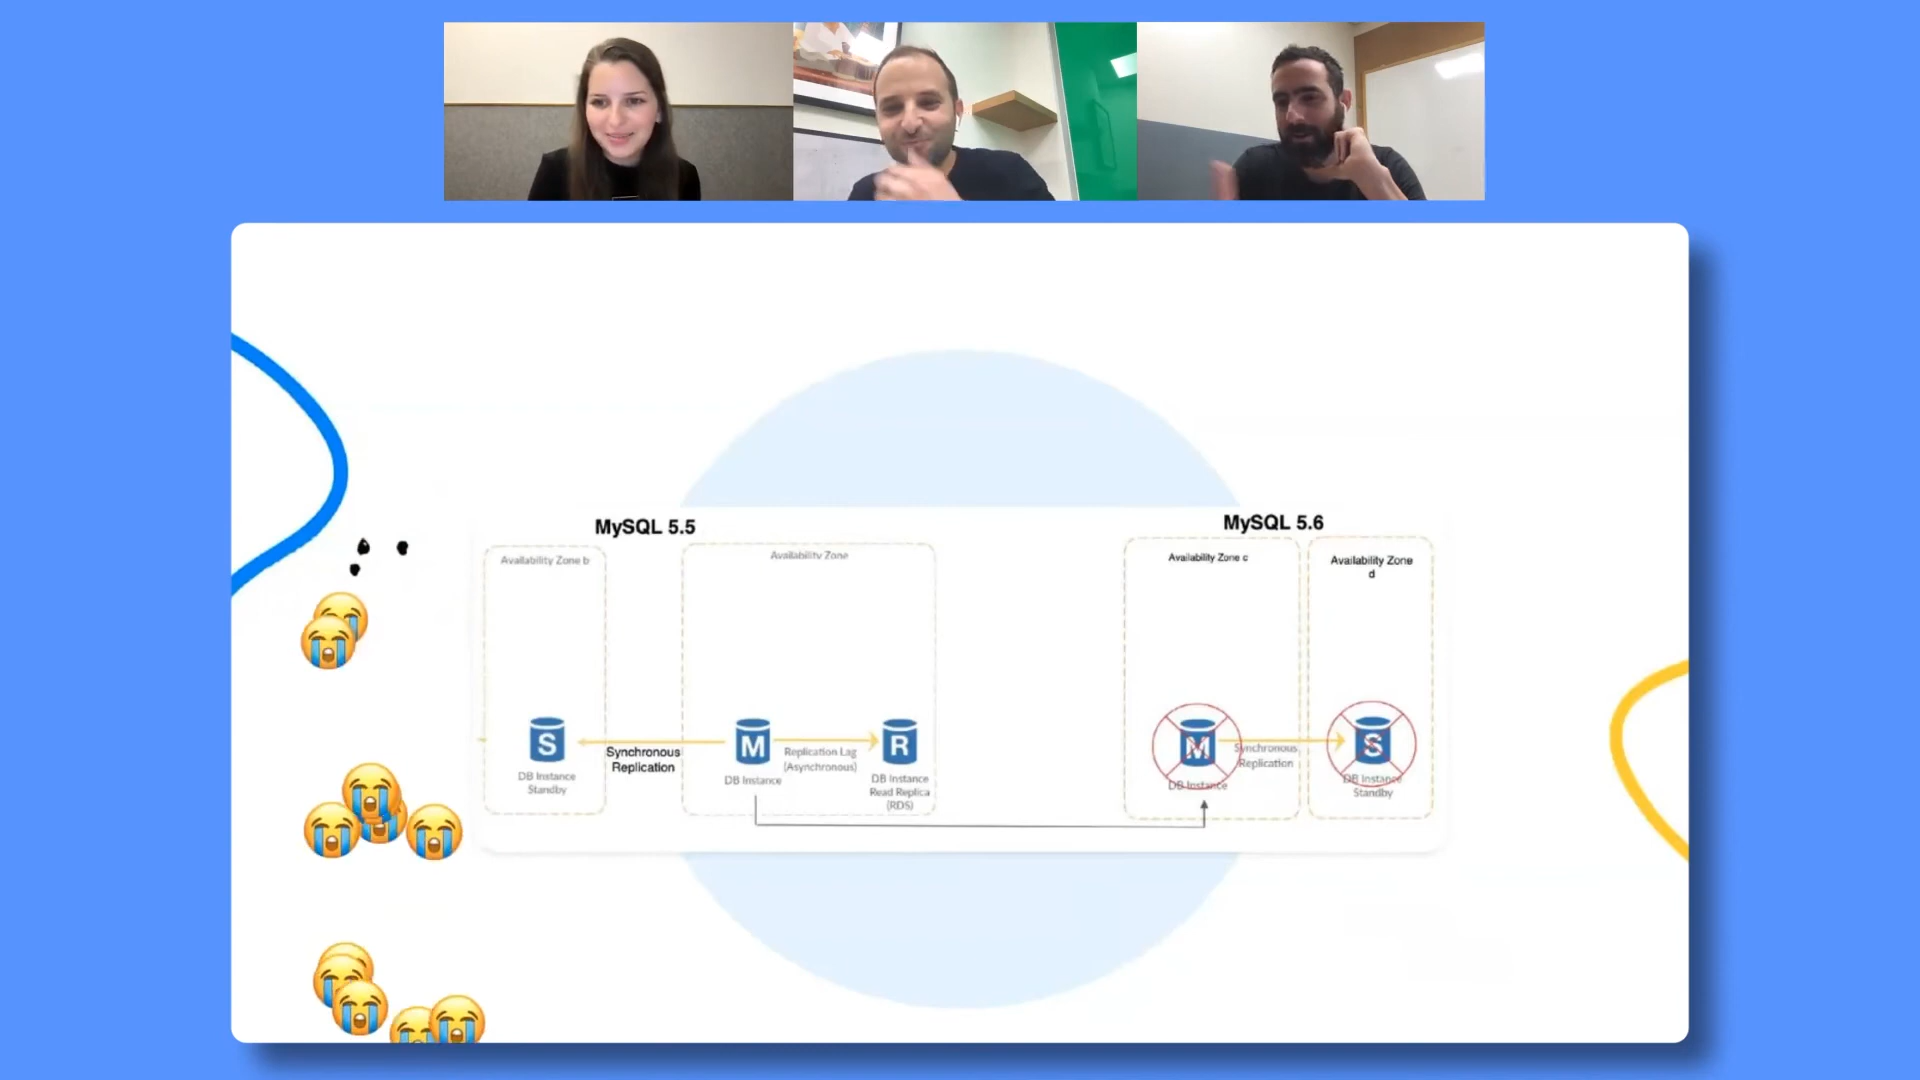 MySQL 5.5
Availability Zone b
Availability Zone
S
Synchronous
Replication
M
Replication Lag
(Asynchronous)
R
DB Instance
Standby
DB Instance
DB Instance
Read Replica
(RDS)
MySQL 5.6
Availability Zone c
Availability Zone
d
M
Synchronous
Replication
S
DB Instance
DB Instance
Standby